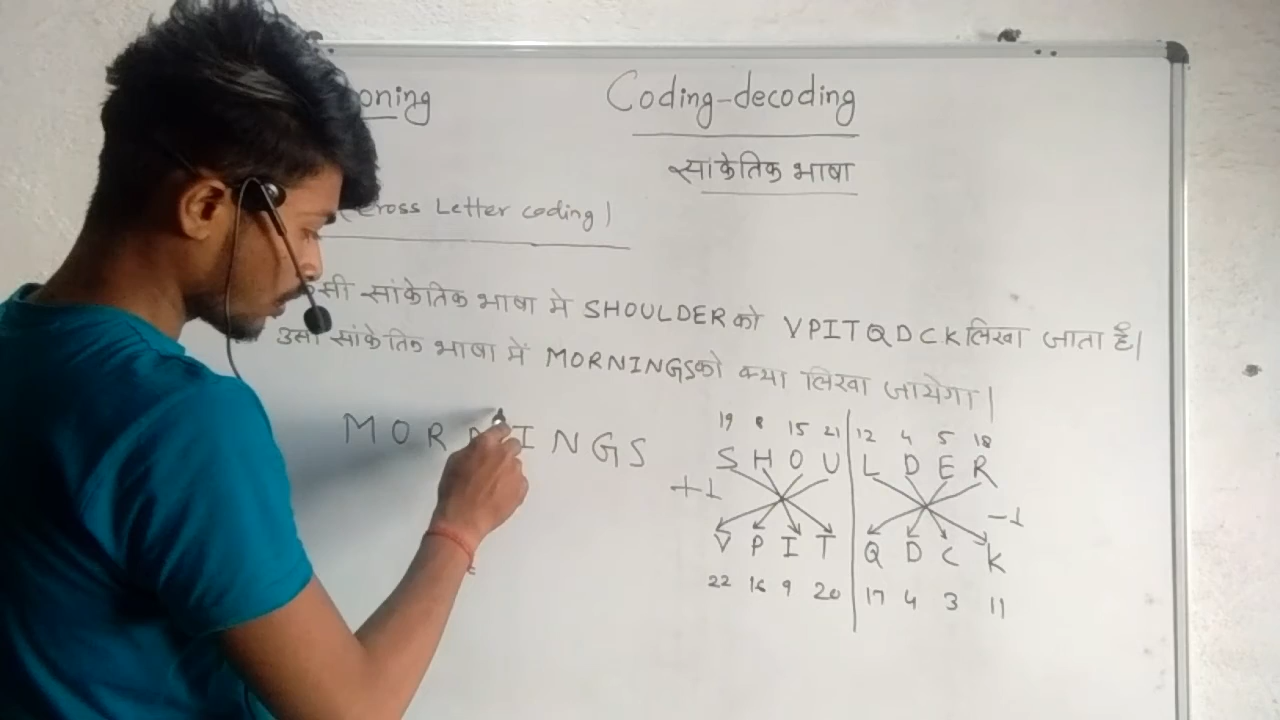 Coding-decoding
सांकेतिक भाषा
(Cross Letter coding)
सांकेतिक भाषा मे SHOULDER को VPITQDCK लिखा जाता है।
उसी सांकेतिक भाषा में MORNINGS को क्या लिखा जायेगा।
M O R N I N G S
19 8 15 21 12 4 5 18
S H O U L D E R
+1
-1
V P I T Q D C K
22 16 9 20 17 4 3 11